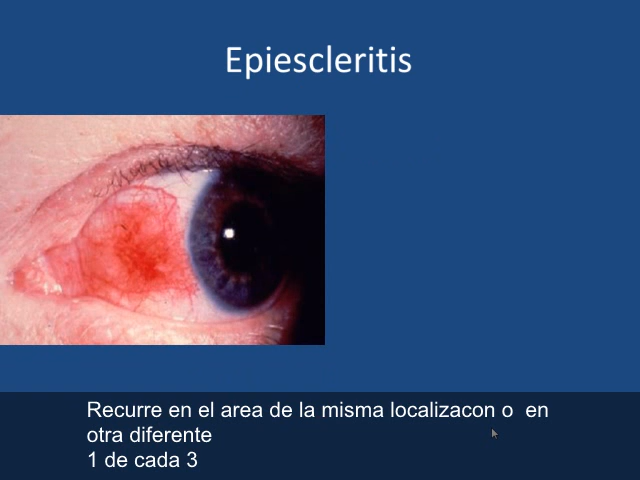 Epiescleritis
Recurre en el area de la misma localizacon o  en
otra diferente
1 de cada 3